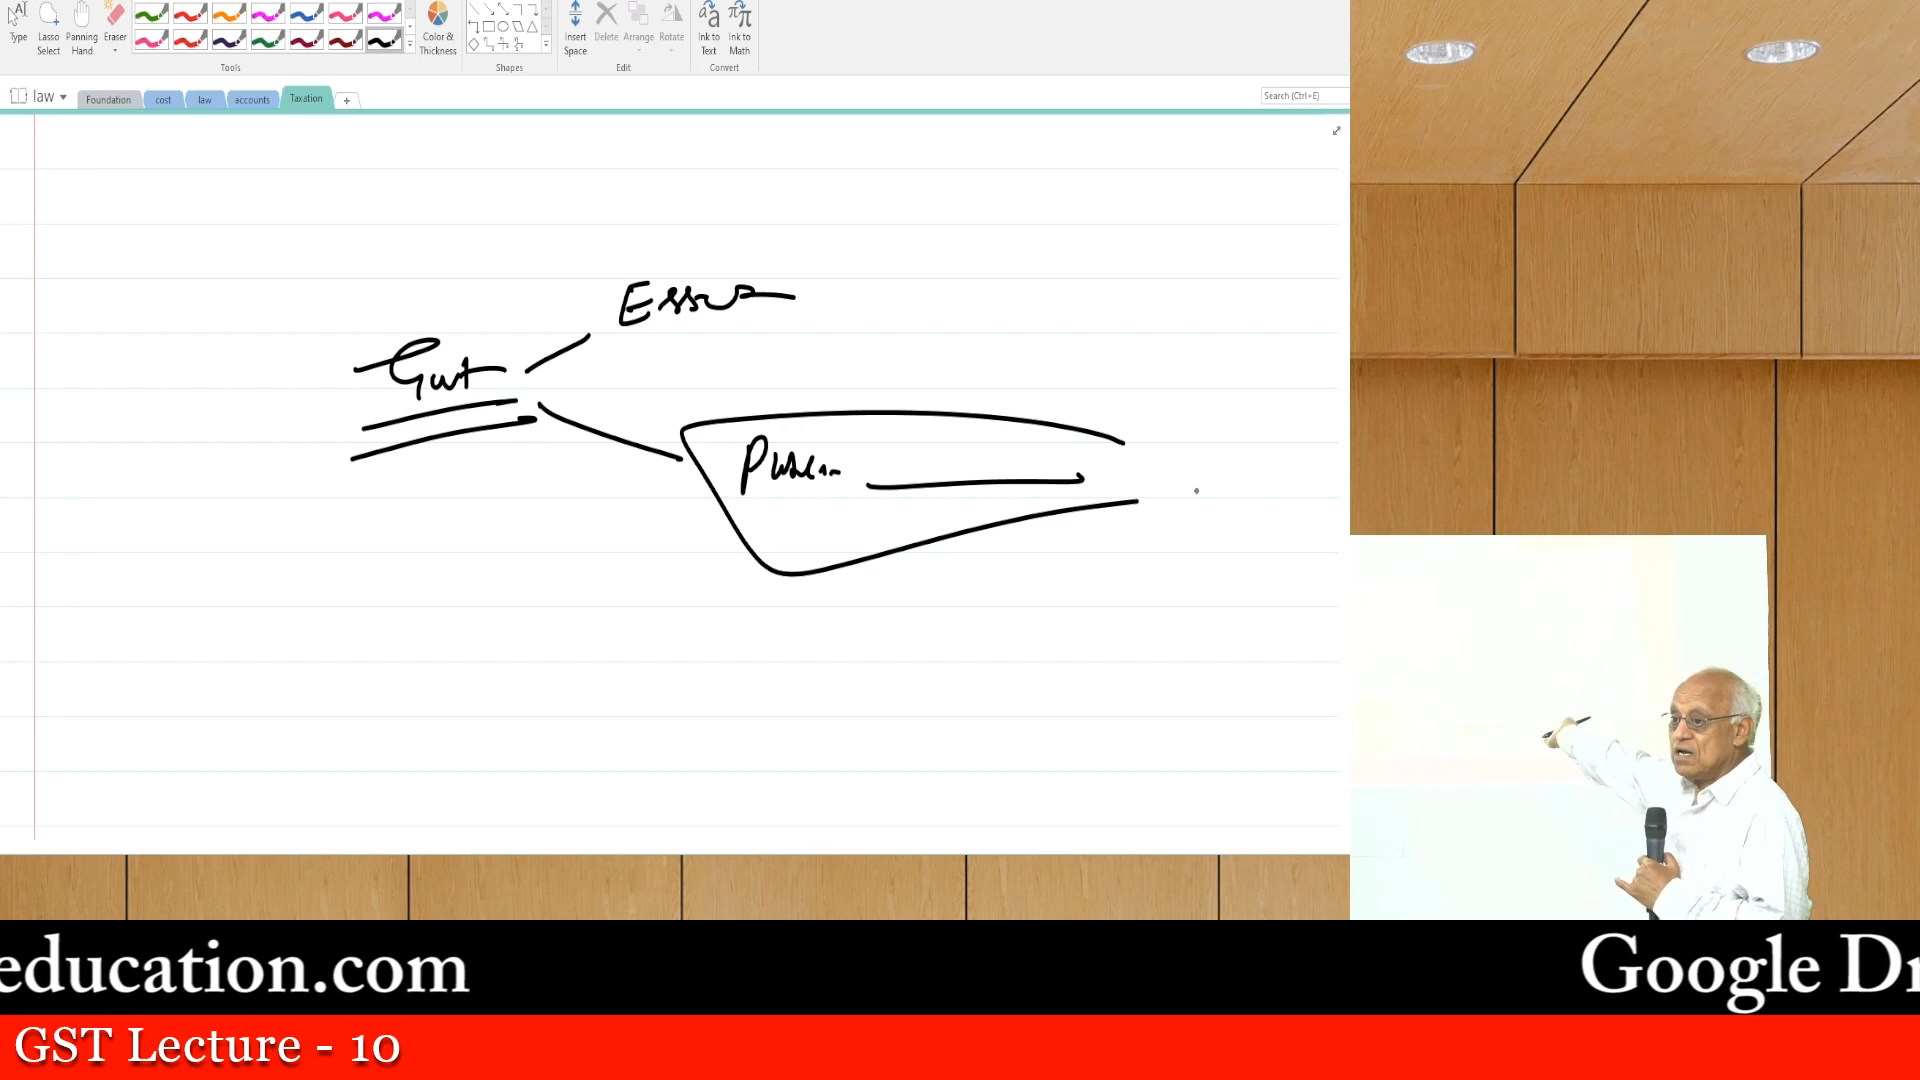 Type
Lasso Select
Panning Hand
Eraser
Color & Thickness
Insert Space
Delete
Arrange
Rotate
Ink to Text
Ink to Math
Tools
Shapes
Edit
Convert
law
Foundation
cost
law
accounts
Taxation
Search (Ctrl+E)
Govt
education.com
Google Dr
GST Lecture - 10